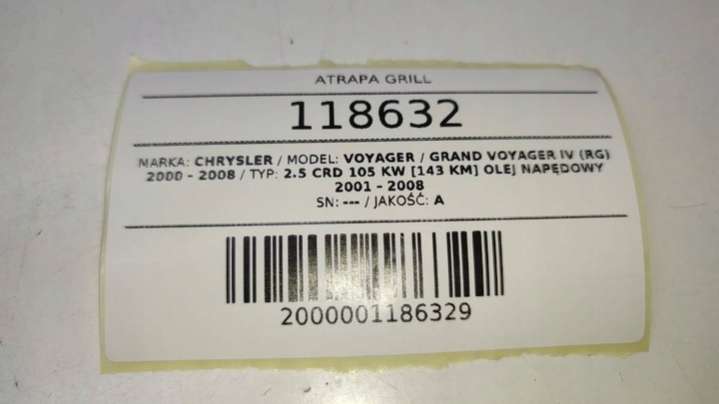 ATRAPA GRILL
118632
MARKA: CHRYSLER / MODEL: VOYAGER / GRAND VOYAGER IV (RG)
2000 - 2008 / TYP: 2.5 CRD 105 KW [143 KM] OLEJ NAPĘDOWY
2001 - 2008
SN: --- / JAKOŚĆ: A
2000001186329